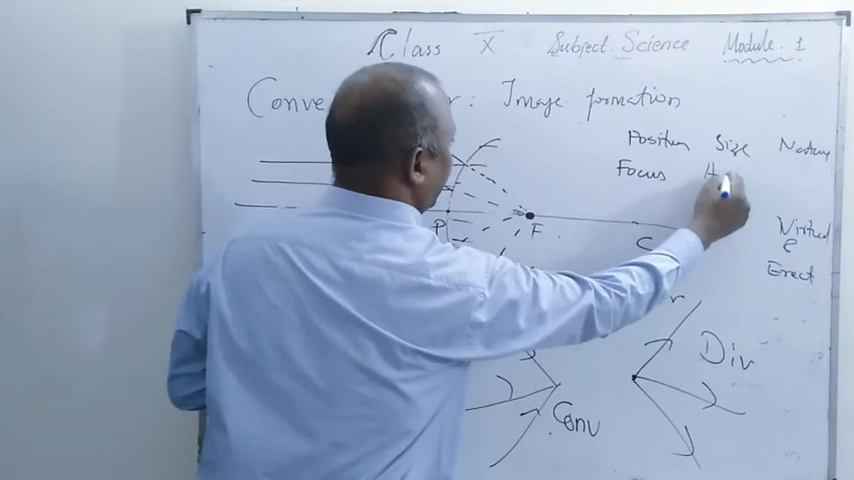 Class X Subject: Science Module. 1
Conve : Image formation
Position Size Nature
Focus H
P F C
Virtual
&
Erect
r
Div
Conv